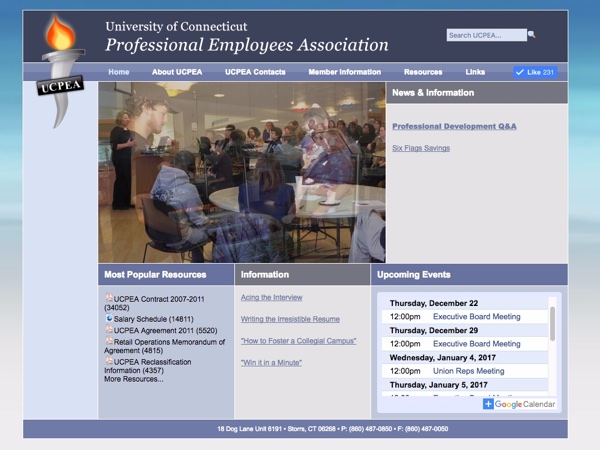 University of Connecticut
Professional Employees Association
Search UCPEA...
UCPEA
Home About UCPEA UCPEA Contacts Member Information Resources Links Like 231
News & Information
Professional Development Q&A
Six Flags Savings
Most Popular Resources
UCPEA Contract 2007-2011
(34052)
Salary Schedule (14811)
UCPEA Agreement 2011 (5520)
Retail Operations Memorandum of
Agreement (4815)
UCPEA Reclassification
Information (4357)
More Resources...
Information
Acing the Interview
Writing the Irresistible Resume
"How to Foster a Collegial Campus"
"Win it in a Minute"
Upcoming Events
Thursday, December 22
12:00pm Executive Board Meeting
Thursday, December 29
12:00pm Executive Board Meeting
Wednesday, January 4, 2017
12:00pm Union Reps Meeting
Thursday, January 5, 2017
Google Calendar
18 Dog Lane Unit 6191 • Storrs, CT 06268 • P: (860) 487-0850 • F: (860) 487-0050